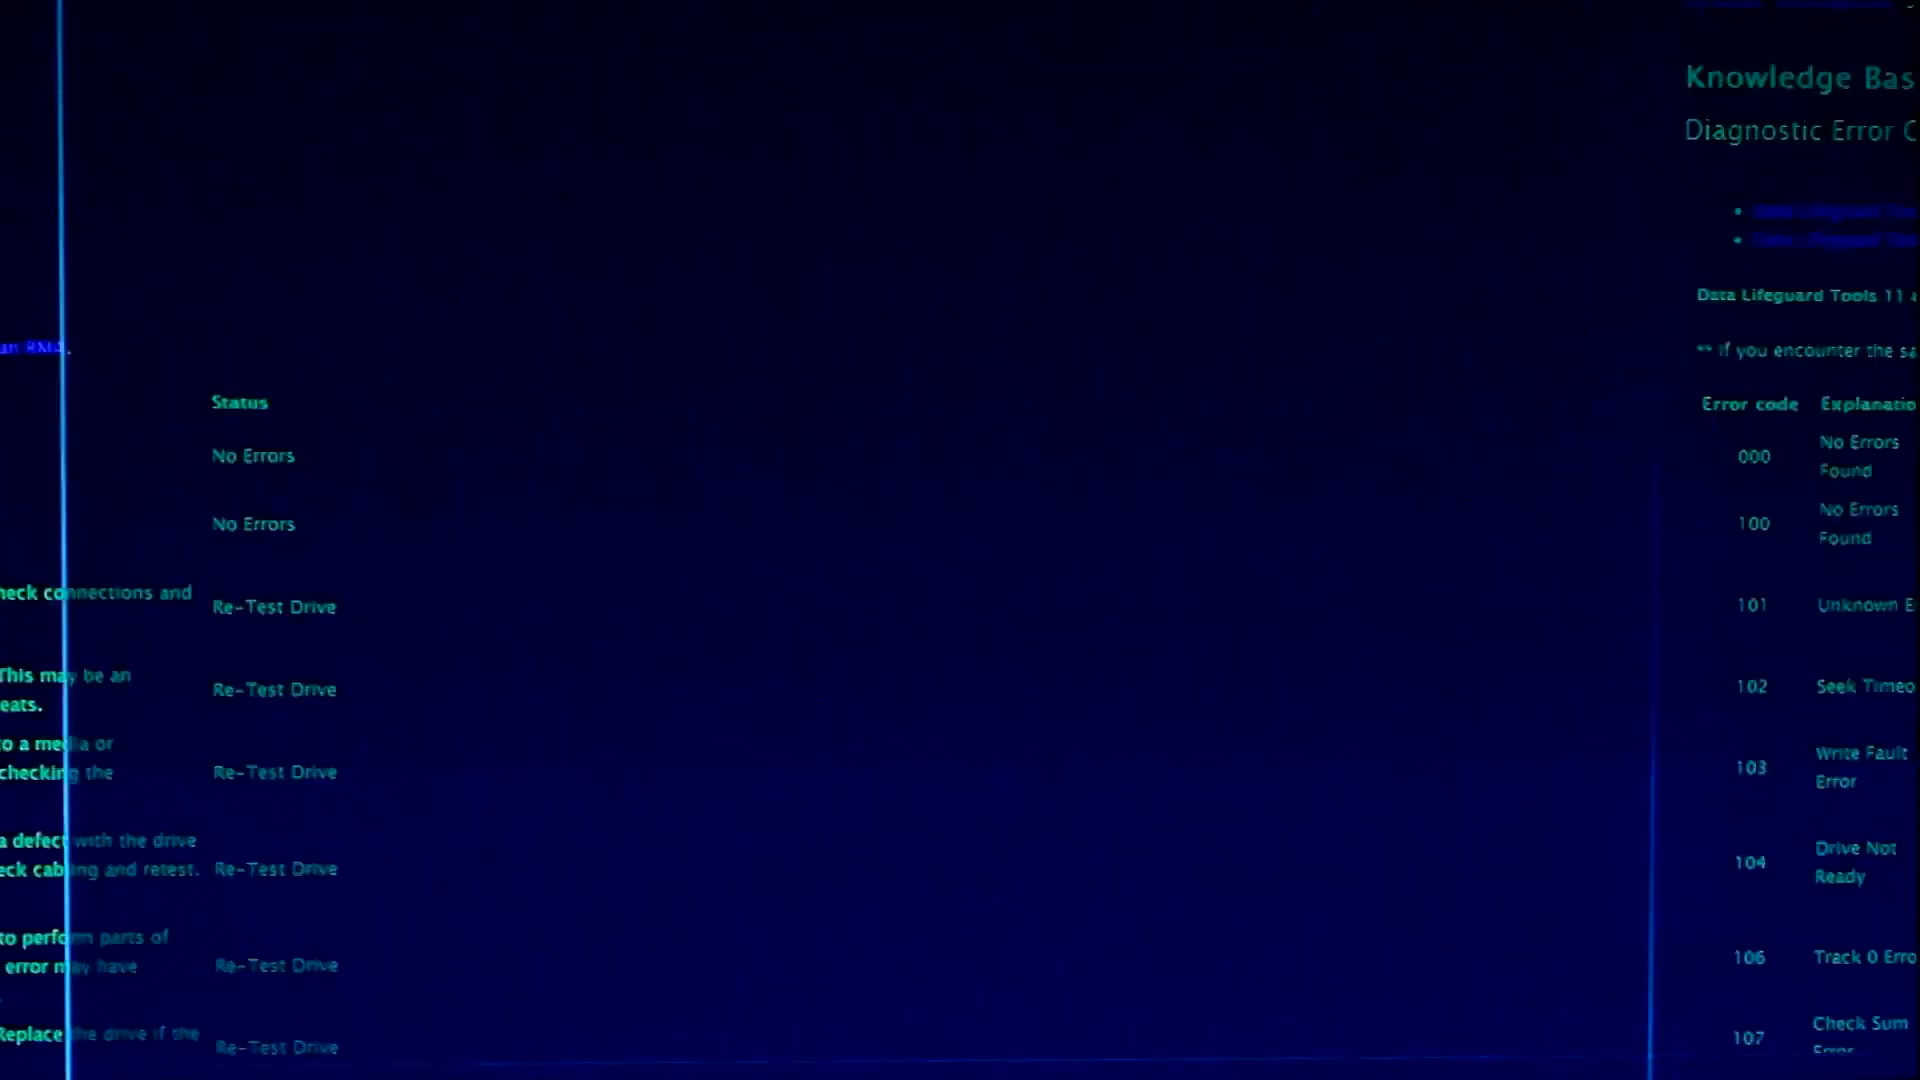 Knowledge Bas
Diagnostic Error C
Data Lifeguard Tools 11
** If you encounter the sa
an RMA.
Status
Error code Explanatio
No Errors
000 No Errors
Found
No Errors
100 No Errors
Found
heck connections and
Re-Test Drive
101 Unknown E
This may be an
eats.
Re-Test Drive
102 Seek Timeo
to a media or
checking the
Re-Test Drive
103 Write Fault
Error
a defect with the drive
eck cabling and retest.
Re-Test Drive
104 Drive Not
Ready
to perform parts of
error may have
Re-Test Drive
106 Track 0 Erro
Replace the drive if the
Re-Test Drive
107 Check Sum
Error